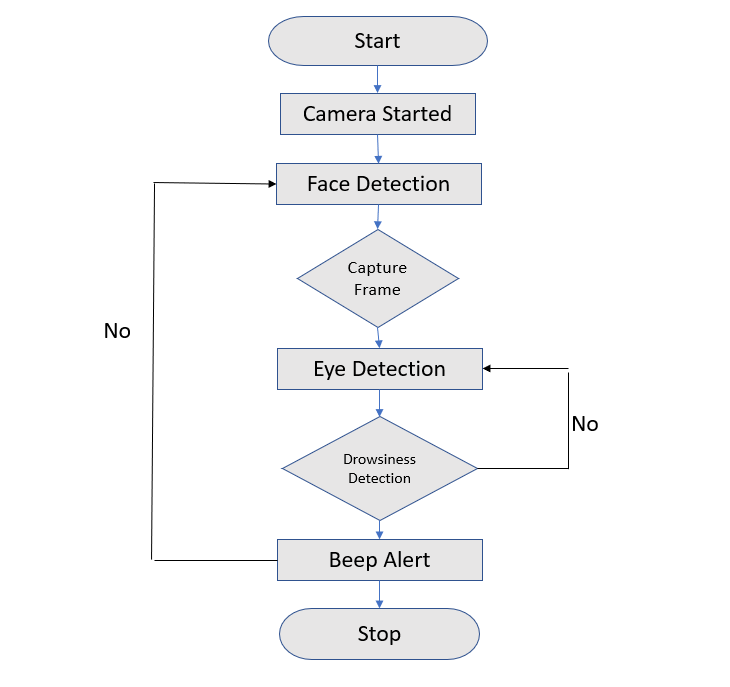 Start
Camera Started
Face Detection
Capture
Frame
No
Eye Detection
No
Drowsiness
Detection
Beep Alert
Stop